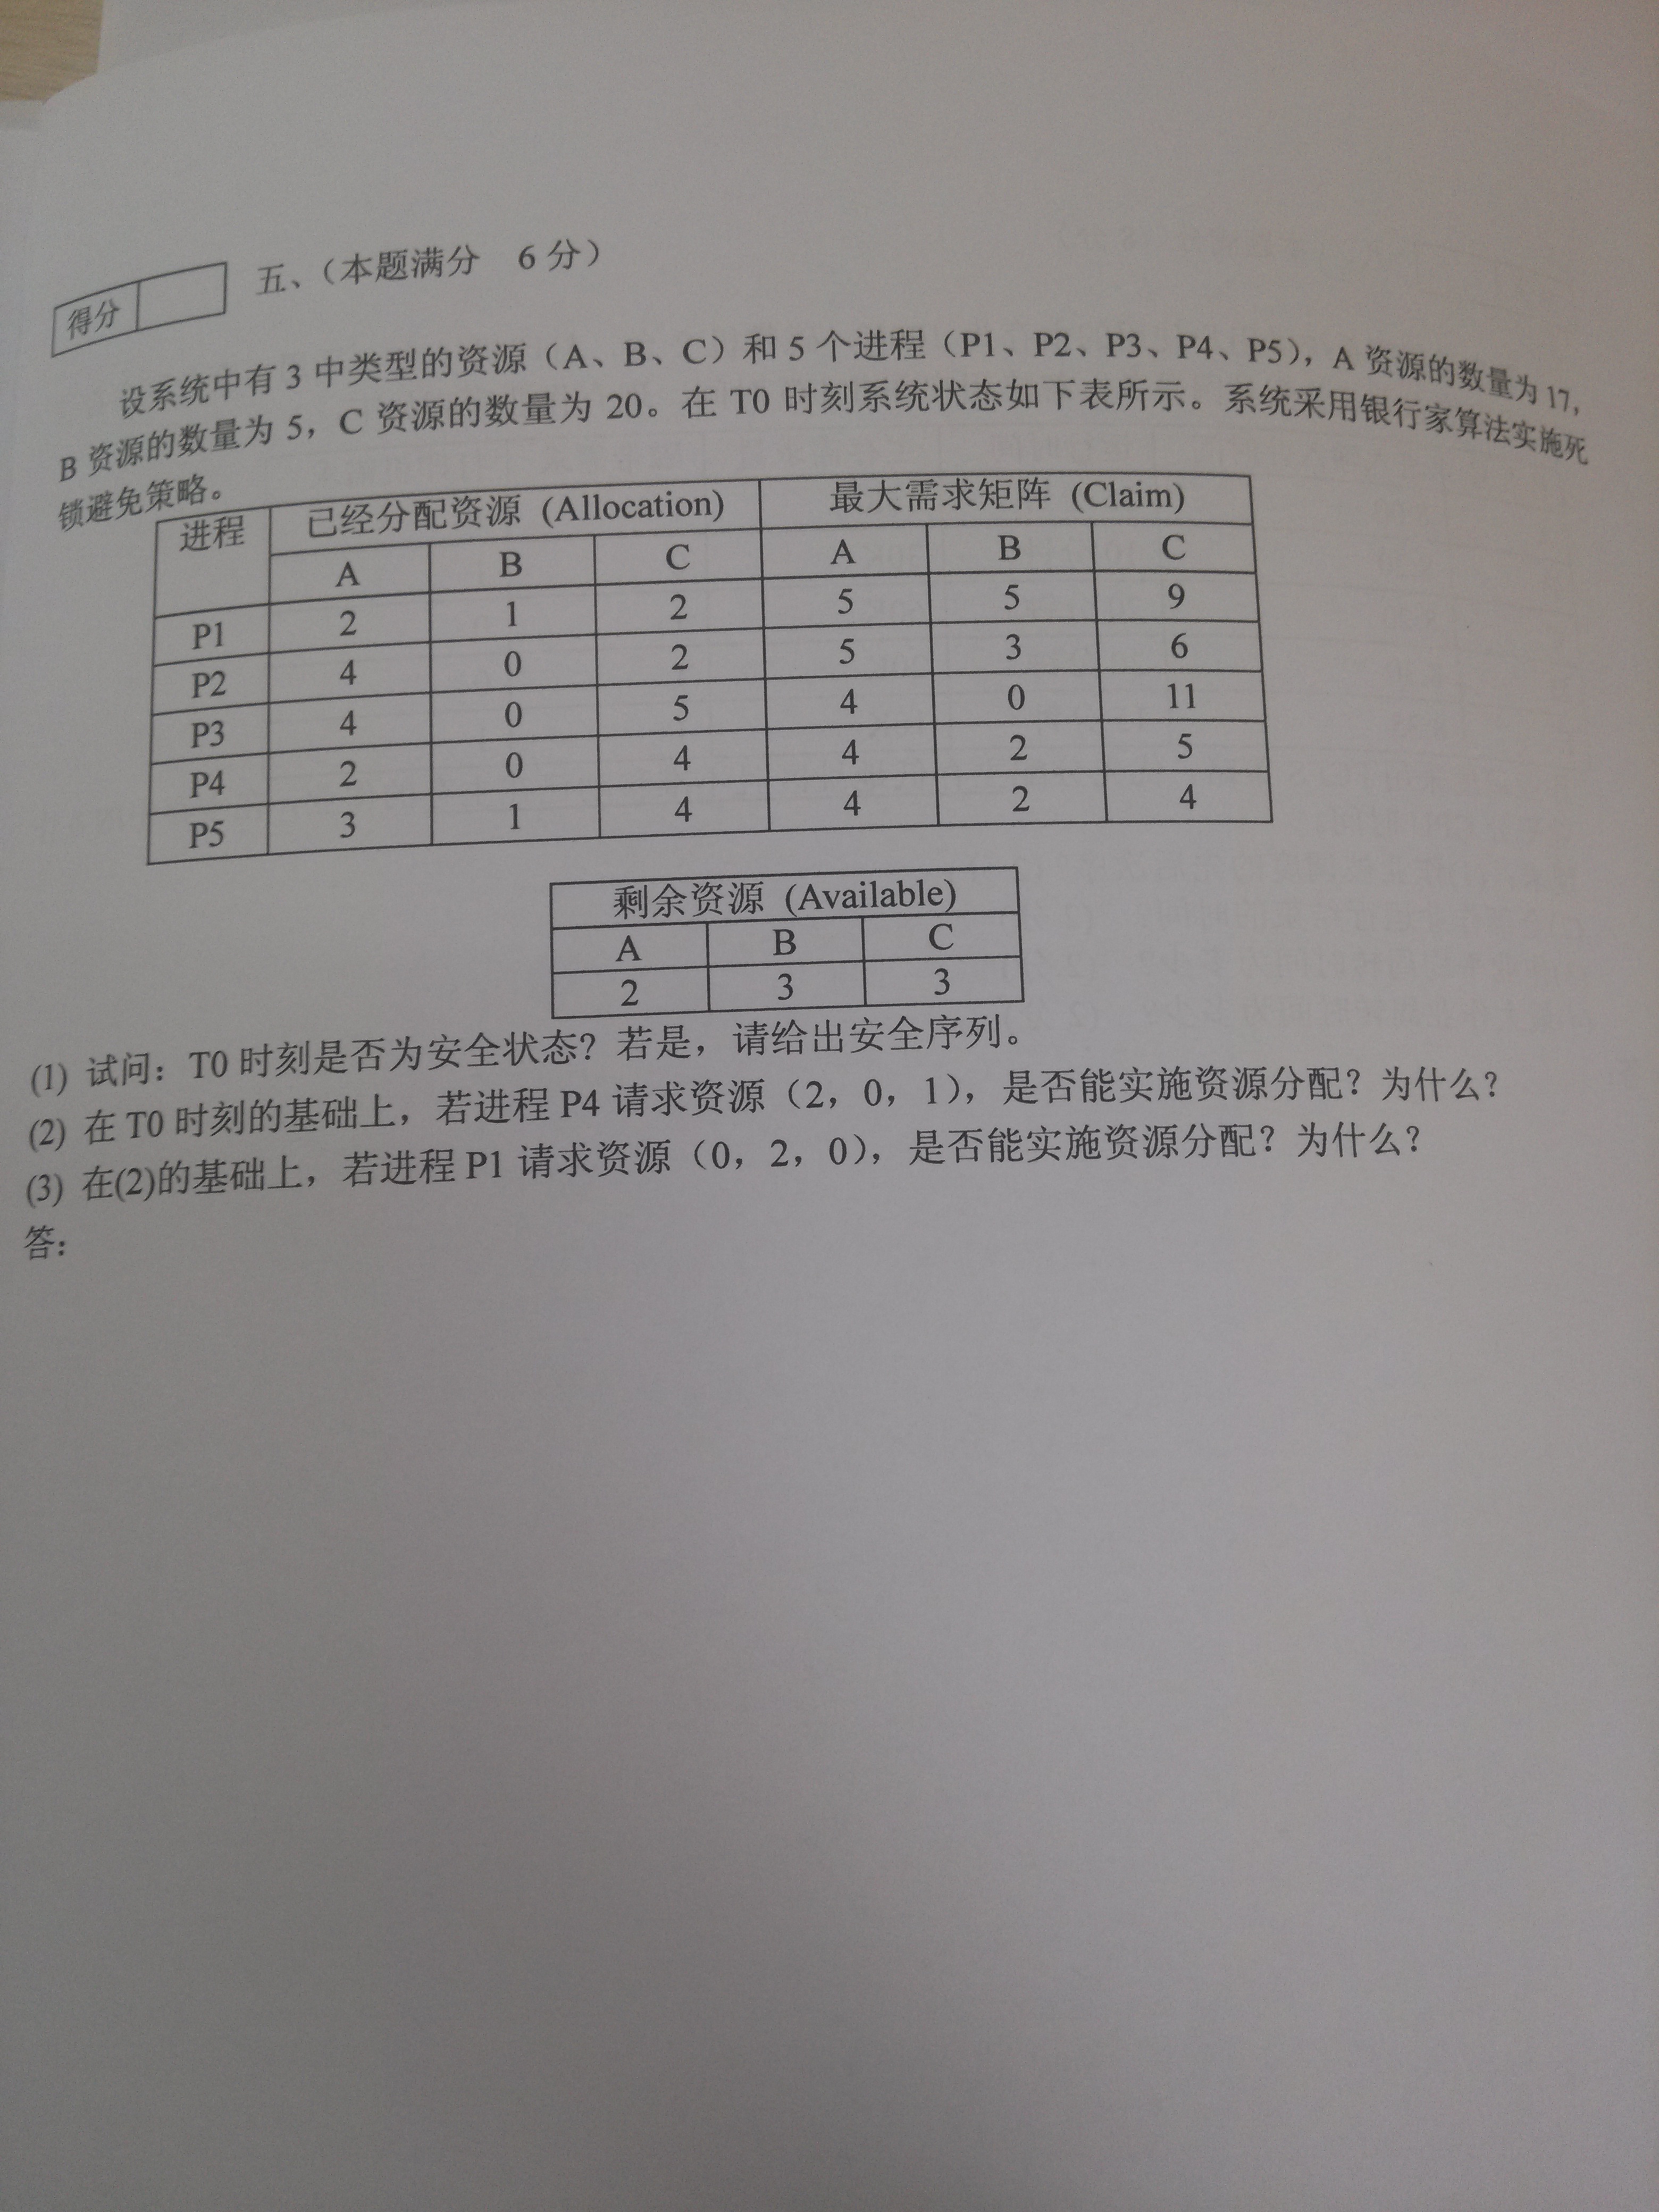 得分
五、（本题满分 6 分）
设系统中有 3 中类型的资源（A、B、C）和 5 个进程（P1、P2、P3、P4、P5），A 资源的数量为 17，
B 资源的数量为 5，C 资源的数量为 20。在 T0 时刻系统状态如下表所示。系统采用银行家算法实施死
锁避免策略。
进程 已经分配资源 (Allocation) 最大需求矩阵 (Claim)
A B C A B C
P1 2 1 2 5 5 9
P2 4 0 2 5 3 6
P3 4 0 5 4 0 11
P4 2 0 4 4 2 5
P5 3 1 4 4 2 4
剩余资源 (Available)
A B C
2 3 3
(1) 试问：T0 时刻是否为安全状态？若是，请给出安全序列。
(2) 在 T0 时刻的基础上，若进程 P4 请求资源（2，0，1），是否能实施资源分配？为什么？
(3) 在(2)的基础上，若进程 P1 请求资源（0，2，0），是否能实施资源分配？为什么？
答：